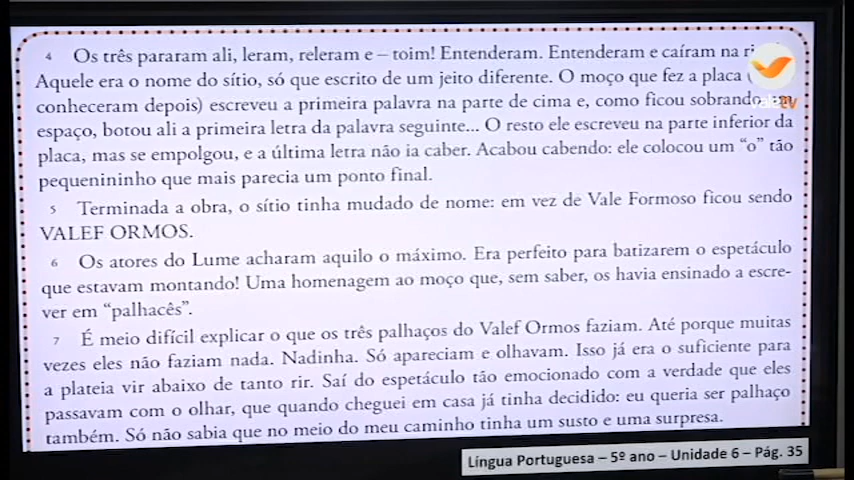 4 Os três pararam ali, leram, releram e – toim! Entenderam. Entenderam e caíram na
Aquele era o nome do sítio, só que escrito de um jeito diferente. O moço que fez a placa
conheceram depois) escreveu a primeira palavra na parte de cima e, como ficou sobrando
espaço, botou ali a primeira letra da palavra seguinte... O resto ele escreveu na parte inferior da
placa, mas se empolgou, e a última letra não ia caber. Acabou cabendo: ele colocou um “o” tão
pequenininho que mais parecia um ponto final.
5 Terminada a obra, o sítio tinha mudado de nome: em vez de Vale Formoso ficou sendo
VALEF ORMOS.
6 Os atores do Lume acharam aquilo o máximo. Era perfeito para batizarem o espetáculo
que estavam montando! Uma homenagem ao moço que, sem saber, os havia ensinado a escre-
ver em “palhacês”.
7 É meio difícil explicar o que os três palhaços do Valef Ormos faziam. Até porque muitas
vezes eles não faziam nada. Nadinha. Só apareciam e olhavam. Isso já era o suficiente para
a plateia vir abaixo de tanto rir. Saí do espetáculo tão emocionado com a verdade que eles
passavam com o olhar, que quando cheguei em casa já tinha decidido: eu queria ser palhaço
também. Só não sabia que no meio do meu caminho tinha um susto e uma surpresa.
Língua Portuguesa – 5º ano – Unidade 6 – Pág. 35